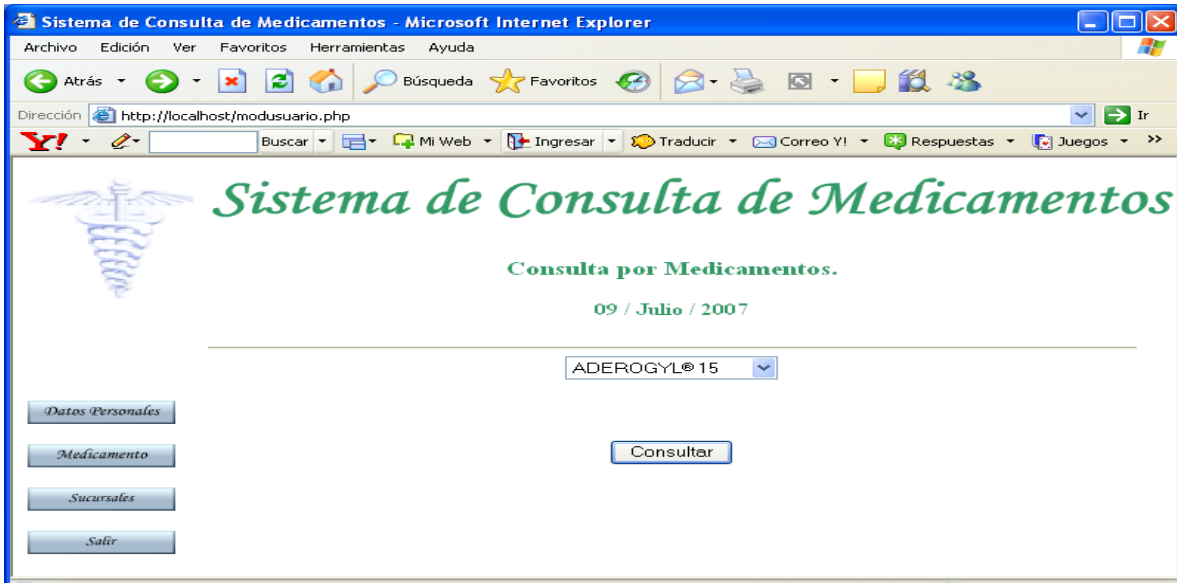 Sistema de Consulta de Medicamentos - Microsoft Internet Explorer
Archivo Edición Ver Favoritos Herramientas Ayuda
Atrás Búsqueda Favoritos
Dirección http://localhost/modusuario.php Ir
Y! Buscar Mi Web Ingresar Traducir Correo Y! Respuestas Juegos >>
Sistema de Consulta de Medicamentos
Consulta por Medicamentos.
09 / Julio / 2007
ADEROGYL® 15
Datos Personales
Medicamento
Consultar
Sucursales
Salir